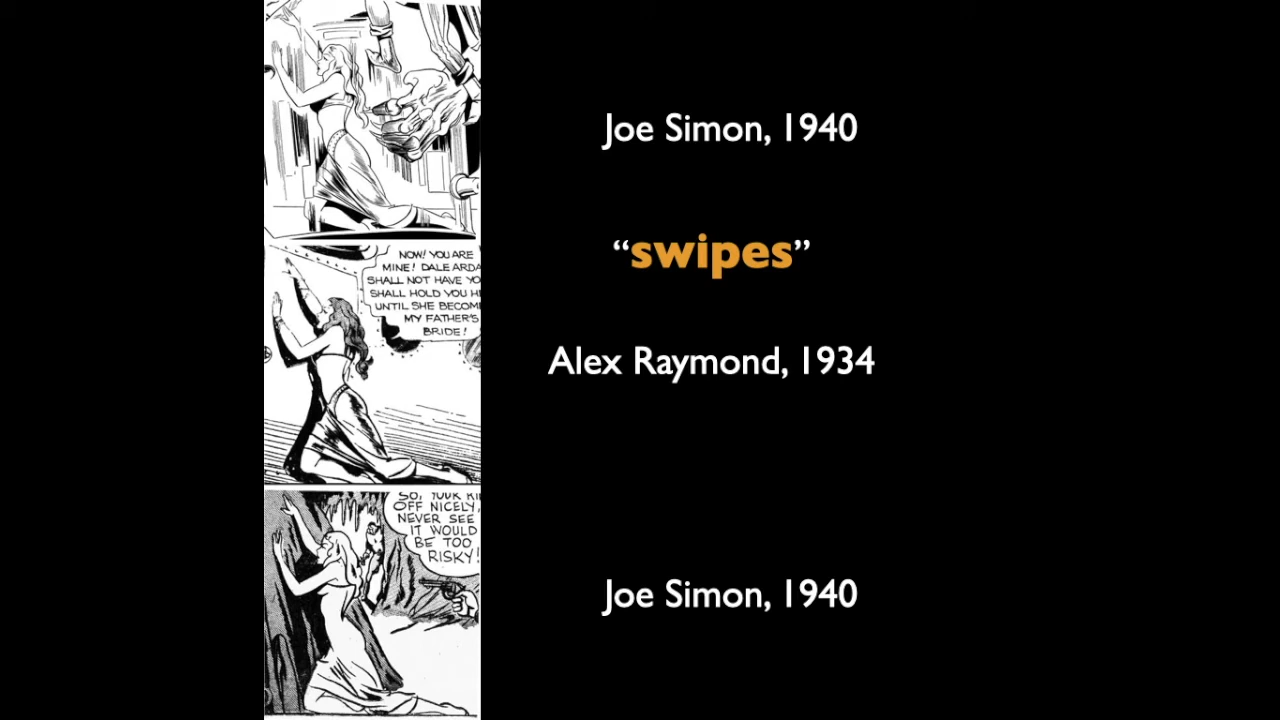 Joe Simon, 1940
“swipes”
NOW! YOU ARE
MINE! DALE ARDA
SHALL NOT HAVE YO
SHALL HOLD YOU H
UNTIL SHE BECOM
MY FATHER'S
BRIDE!
Alex Raymond, 1934
SO, YOUR
OFF NICELY,
NEVER SEE
IT WOULD
BE TOO
RISKY!
Joe Simon, 1940